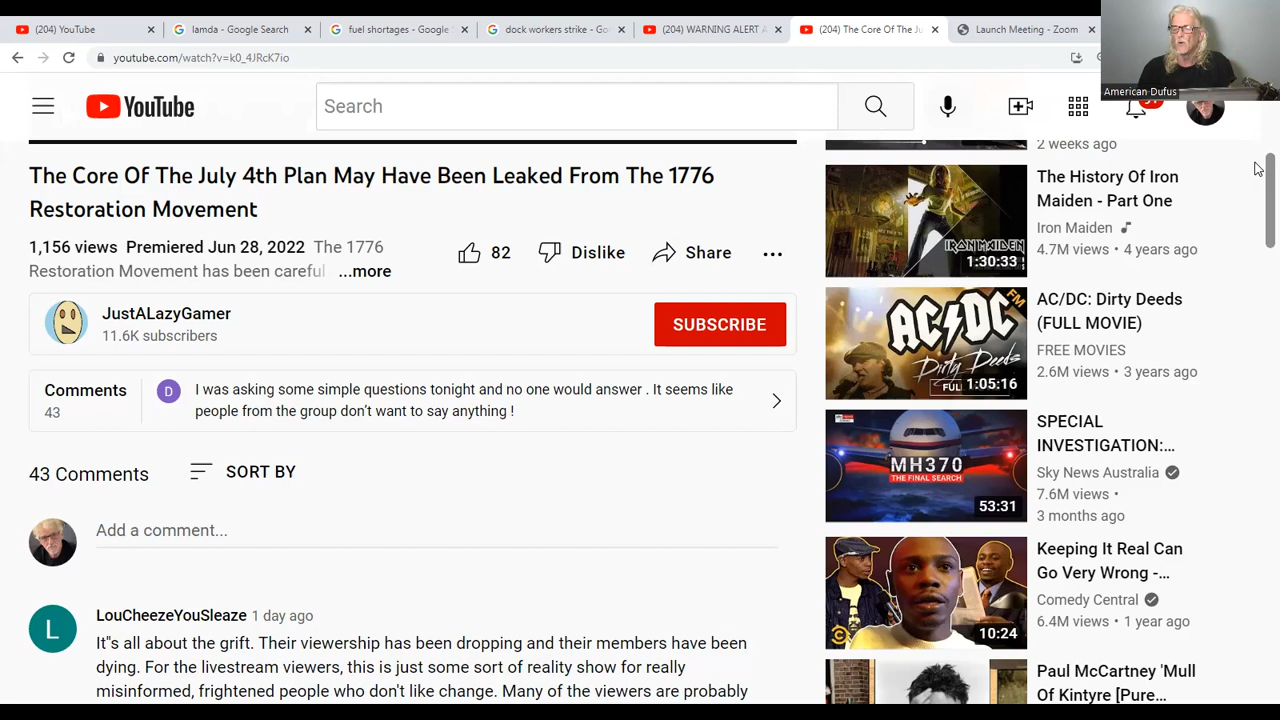 (204) YouTube
lamda - Google Search
fuel shortages - Google
dock workers strike - Go
(204) WARNING ALERT
(204) The Core Of The Ju
Launch Meeting - Zoom
youtube.com/watch?v=k0_4JRcK7io
American Dufus
YouTube
Search
The Core Of The July 4th Plan May Have Been Leaked From The 1776
Restoration Movement
1,156 views Premiered Jun 28, 2022 The 1776
Restoration Movement has been careful ...more
82 Dislike Share
JustALazyGamer
11.6K subscribers
SUBSCRIBE
Comments
43
D
I was asking some simple questions tonight and no one would answer . It seems like
people from the group don't want to say anything !
43 Comments
SORT BY
Add a comment...
L
LouCheezeYouSleaze 1 day ago
It"s all about the grift. Their viewership has been dropping and their members have been
dying. For the livestream viewers, this is just some sort of reality show for really
misinformed, frightened people who don't like change. Many of the viewers are probably
2 weeks ago
IRON MAIDEN
1:30:33
The History Of Iron
Maiden - Part One
Iron Maiden
4.7M views • 4 years ago
AC/DC
FM
Dirty Deeds
FUL
1:05:16
AC/DC: Dirty Deeds
(FULL MOVIE)
FREE MOVIES
2.6M views • 3 years ago
MH370
THE FINAL SEARCH
53:31
SPECIAL
INVESTIGATION:...
Sky News Australia
7.6M views •
3 months ago
10:24
Keeping It Real Can
Go Very Wrong -...
Comedy Central
6.4M views • 1 year ago
Paul McCartney 'Mull
Of Kintyre [Pure...